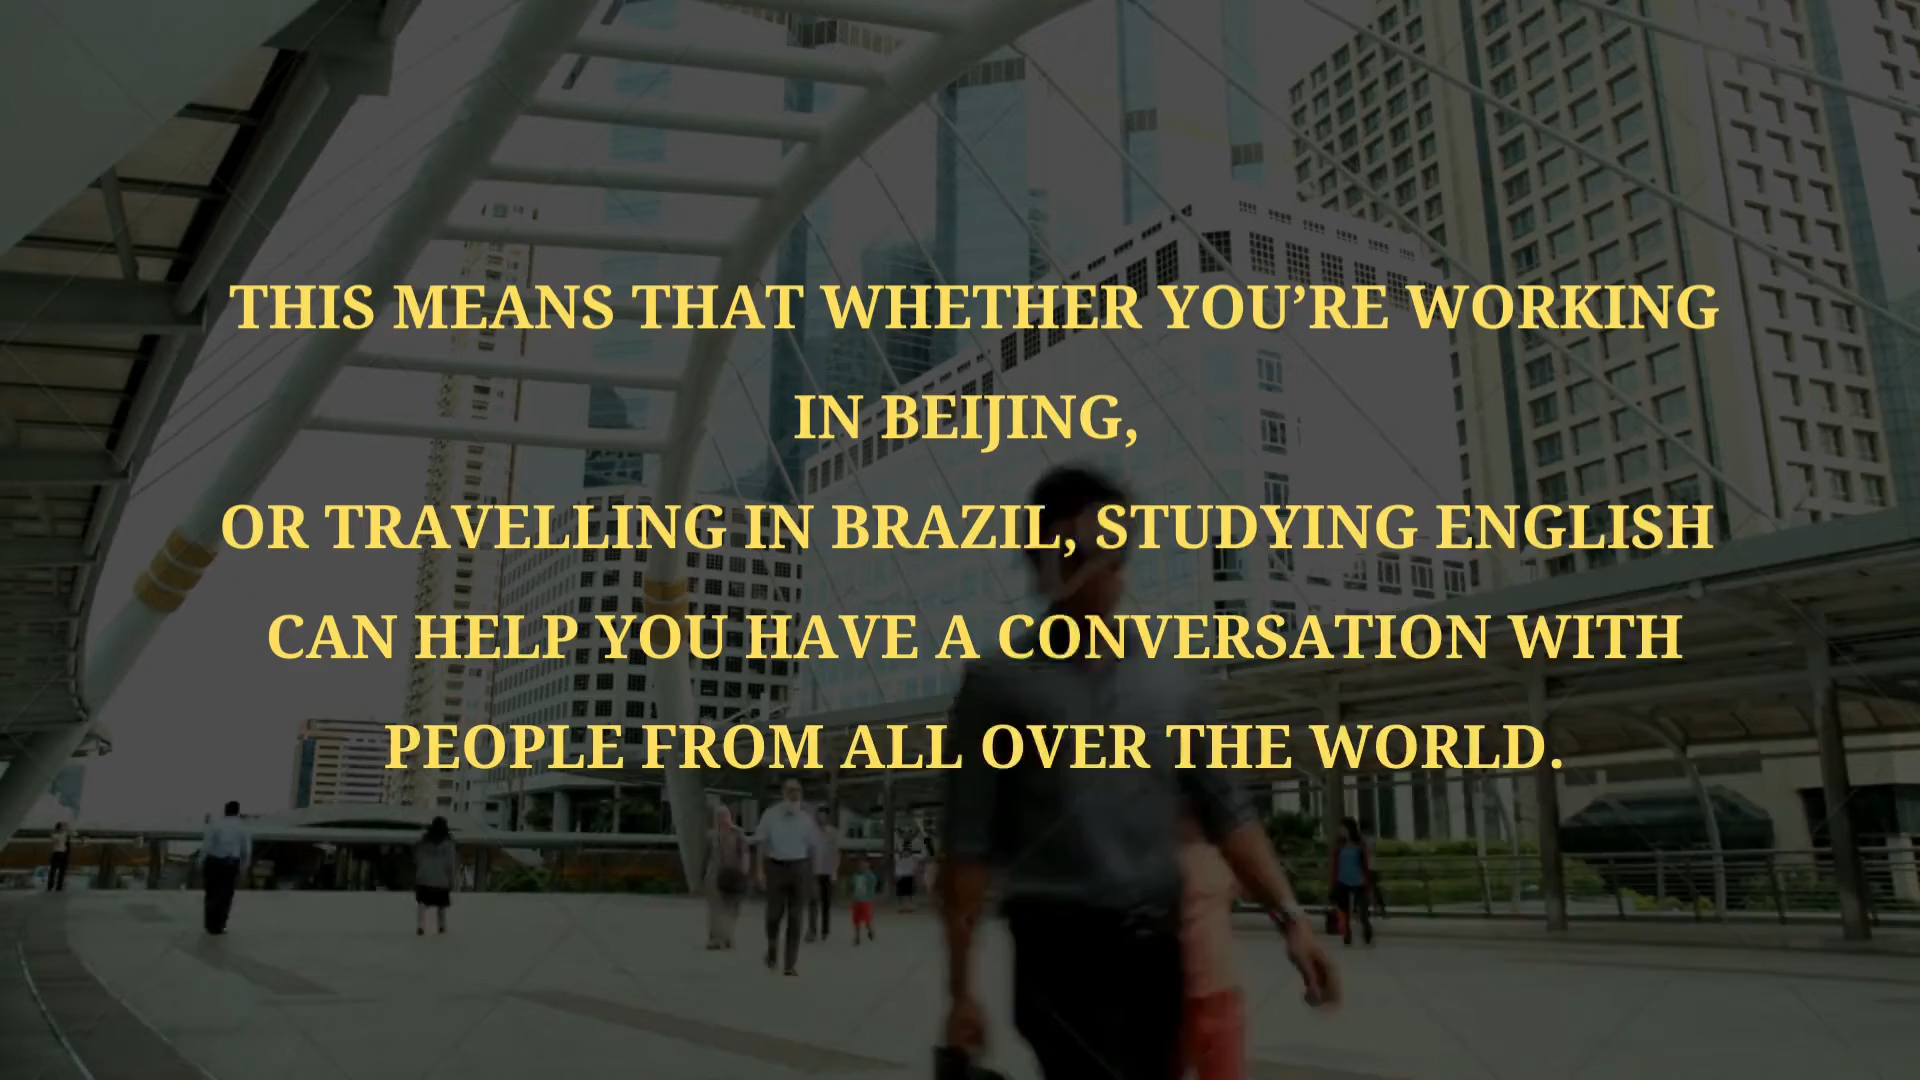 THIS MEANS THAT WHETHER YOU’RE WORKING
IN BEIJING,
OR TRAVELLING IN BRAZIL, STUDYING ENGLISH
CAN HELP YOU HAVE A CONVERSATION WITH
PEOPLE FROM ALL OVER THE WORLD.